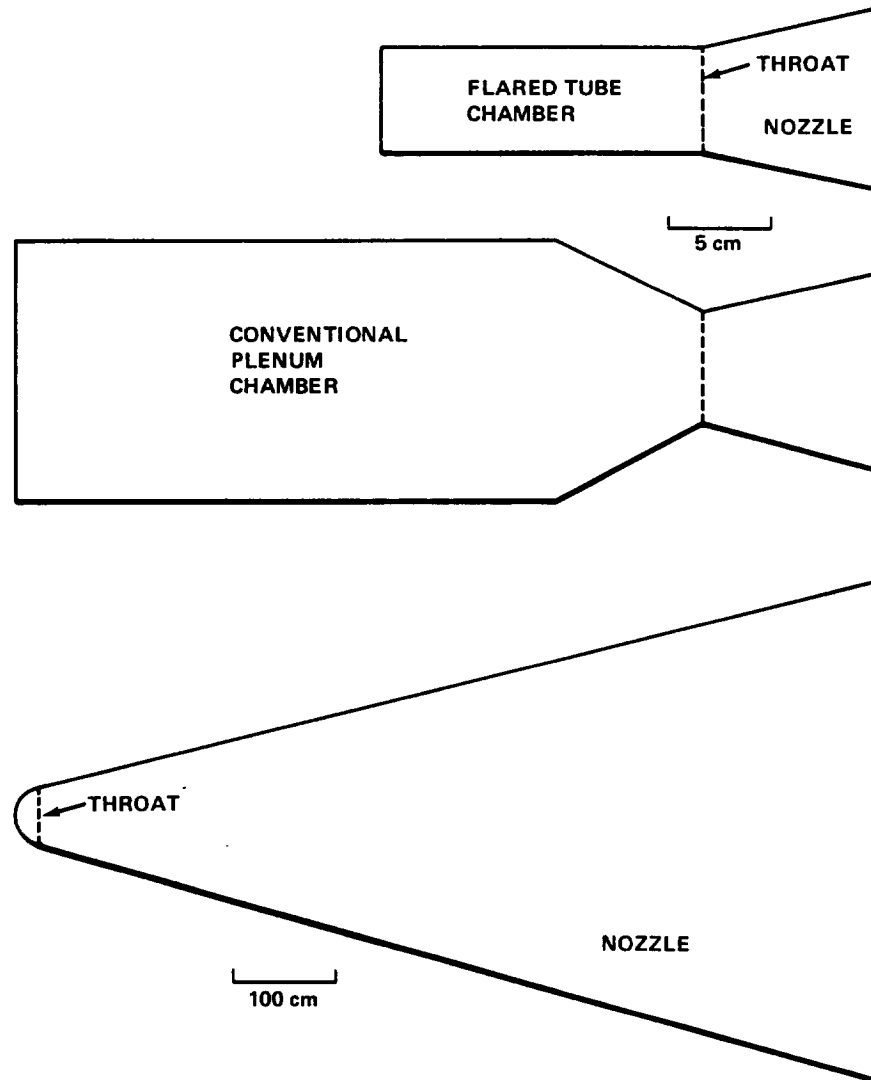 FLARED TUBE
CHAMBER
THROAT
NOZZLE
5 cm
CONVENTIONAL
PLENUM
CHAMBER
THROAT
NOZZLE
100 cm